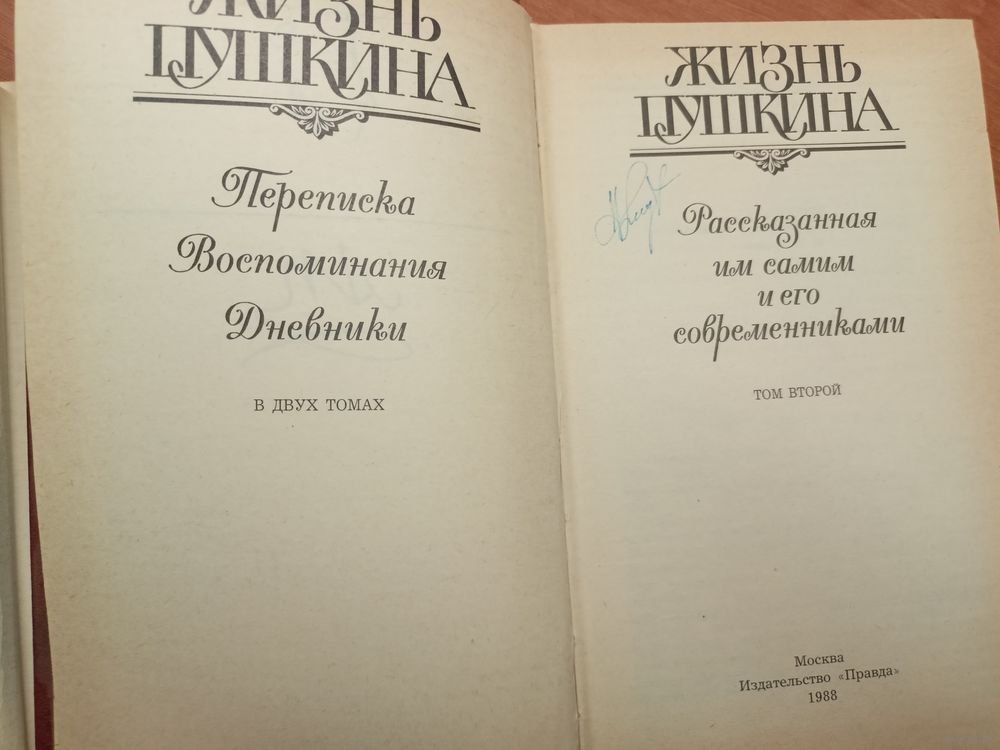 ЖИЗНЬ
ПУШКИНА
Переписка
Воспоминания
Дневники
В ДВУХ ТОМАХ
ЖИЗНЬ
ПУШКИНА
Рассказанная
им самим
и его
современниками
ТОМ ВТОРОЙ
Москва
Издательство «Правда»
1988